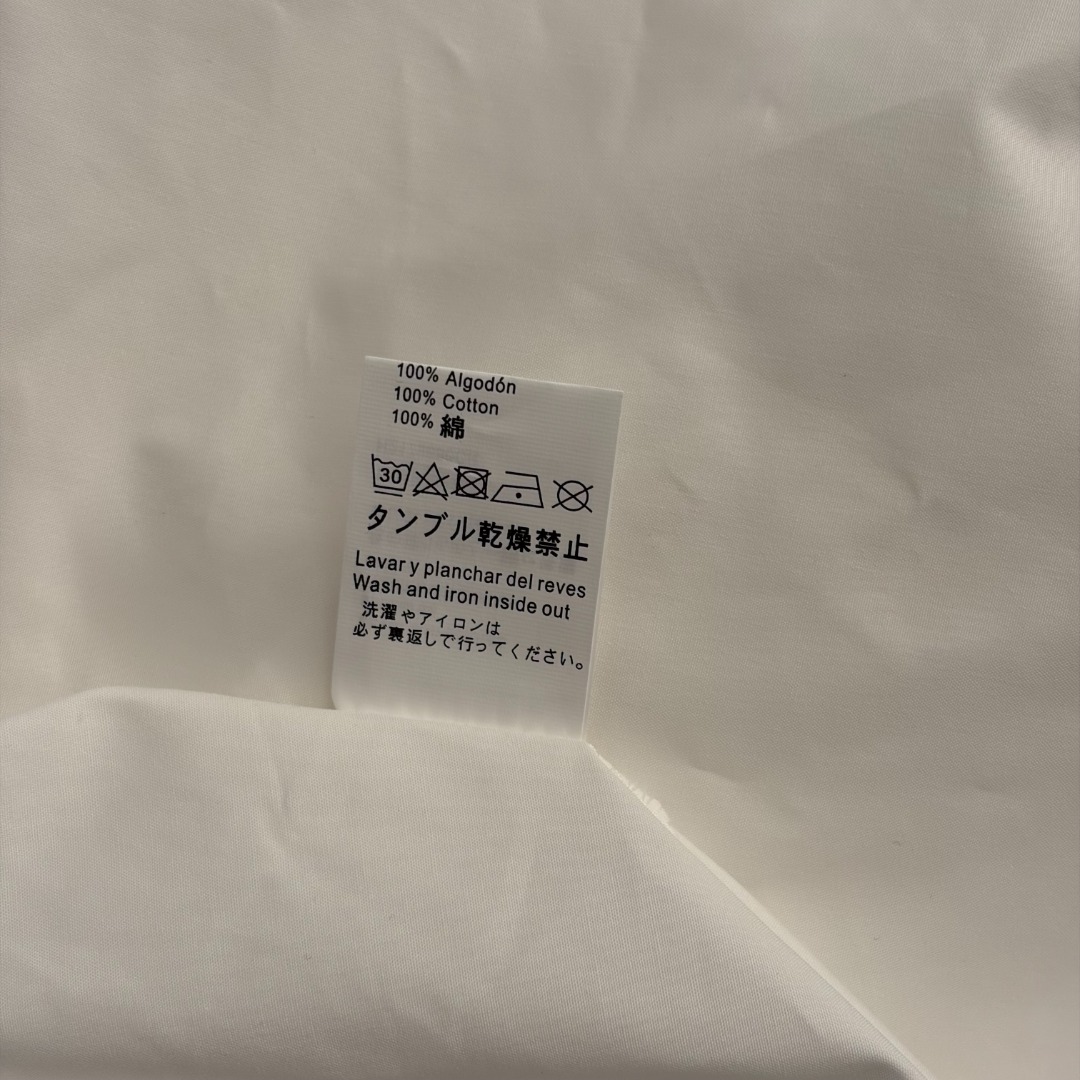 100% Algodón
100% Cotton
100% 綿
30
タンブル乾燥禁止
Lavar y planchar del reves
Wash and iron inside out
洗濯やアイロンは
必ず裏返しで行ってください。